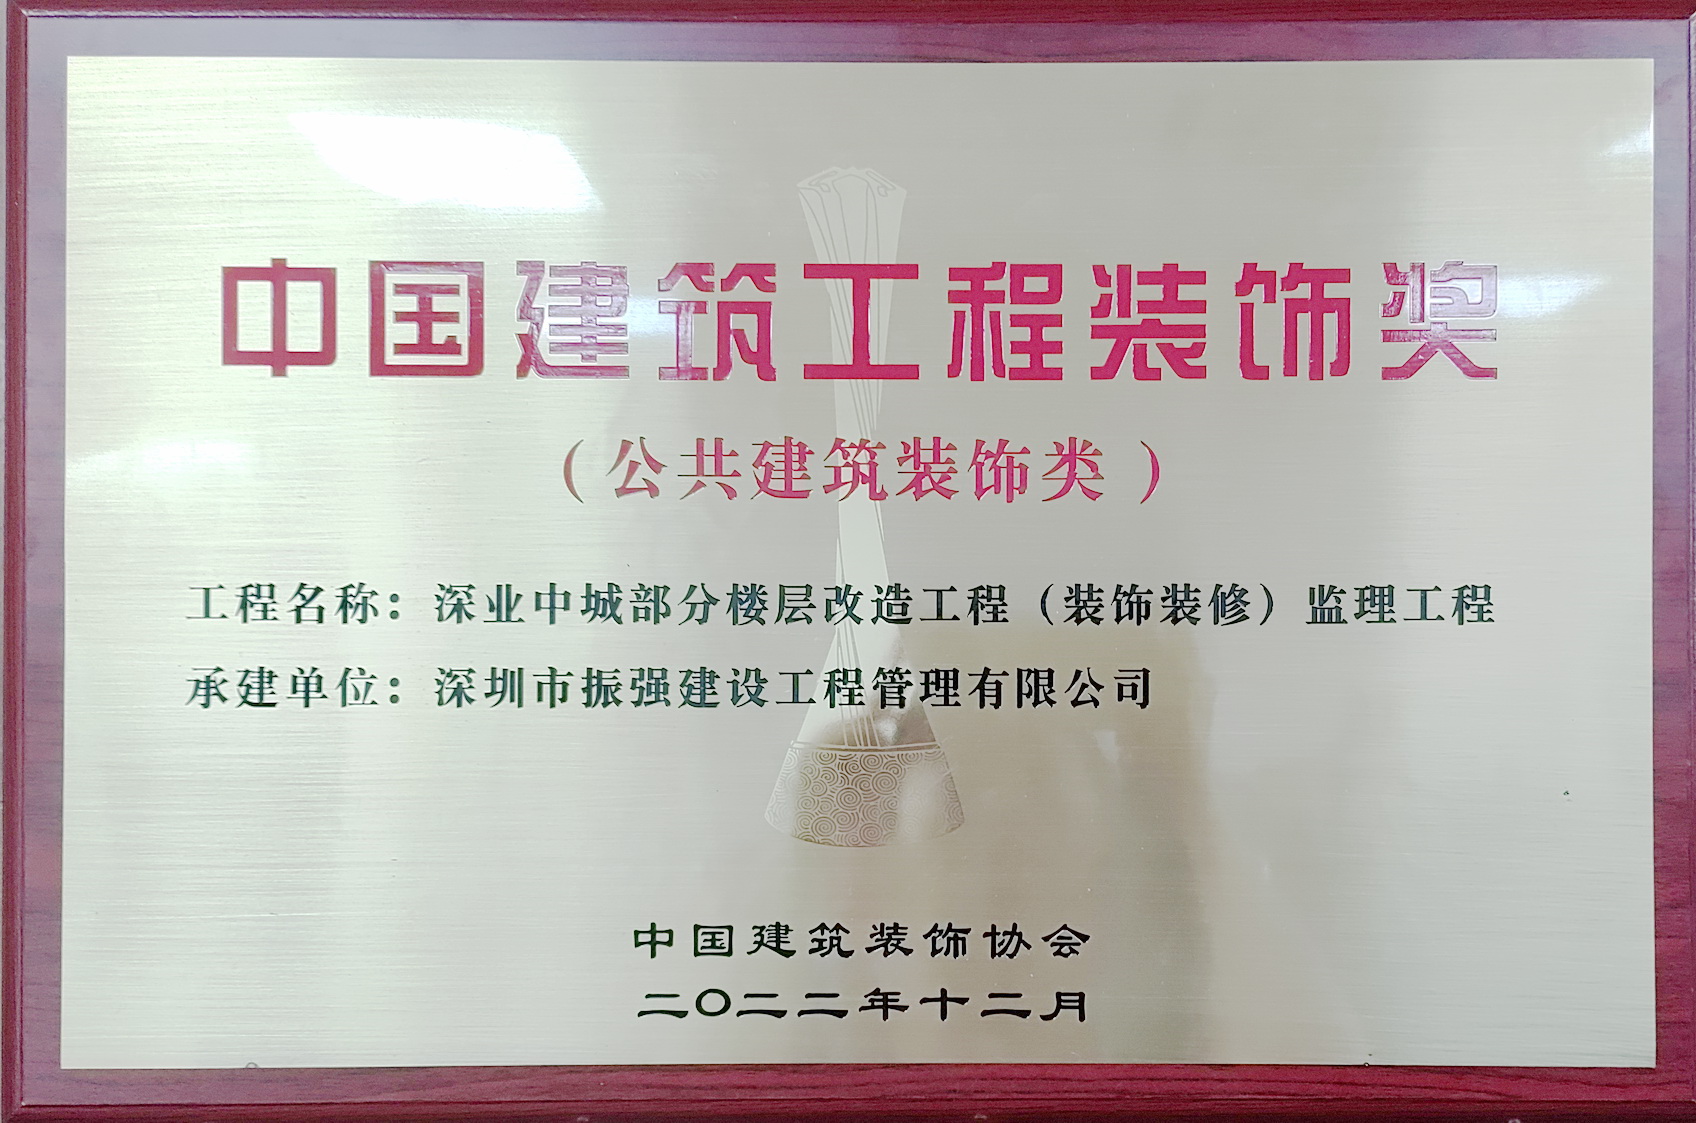 中国建筑工程装饰奖
（公共建筑装饰类）
工程名称：深业中城部分楼层改造工程（装饰装修）监理工程
承建单位：深圳市振强建设工程管理有限公司
中国建筑装饰协会
二〇二二年十二月